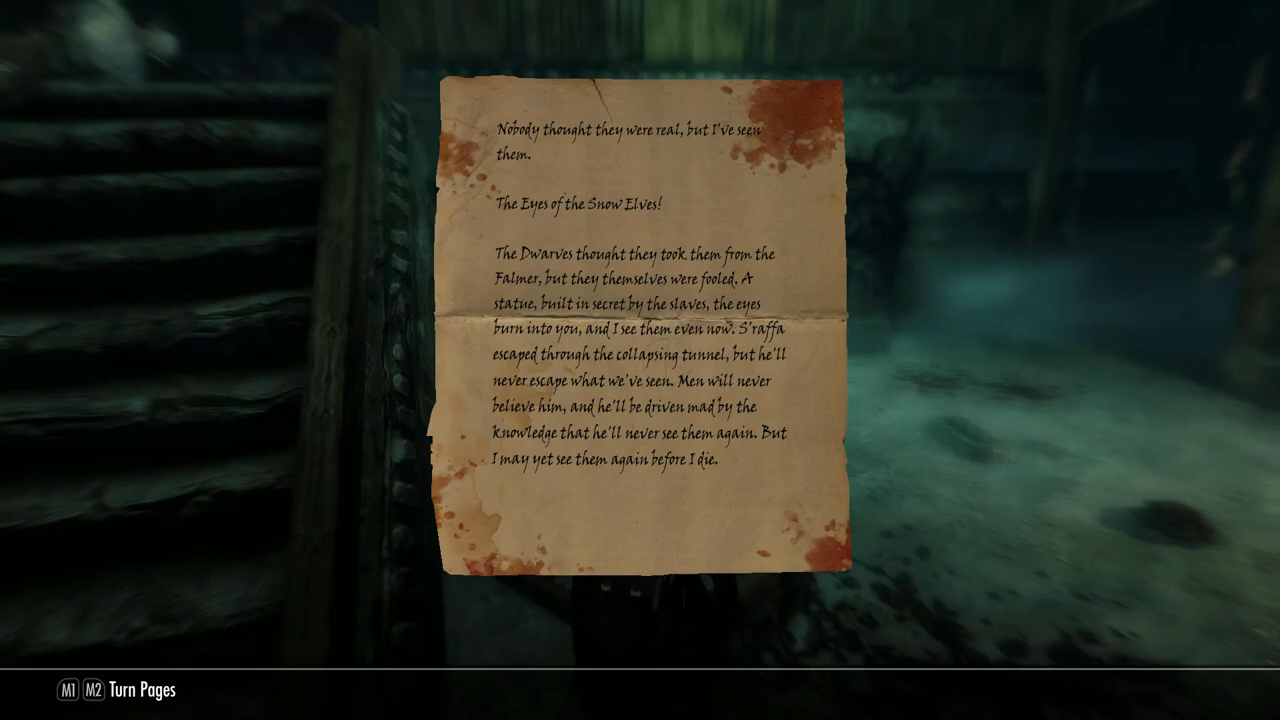 Nobody thought they were real, but I've seen
them.
The Eyes of the Snow Elves!
The Dwarves thought they took them from the
Falmer, but they themselves were fooled. A
statue, built in secret by the slaves, the eyes
burn into you, and I see them even now. S'raffa
escaped through the collapsing tunnel, but he'll
never escape what we've seen. Men will never
believe him, and he'll be driven mad by the
knowledge that he'll never see them again. But
I may yet see them again before I die.
M1 M2 Turn Pages